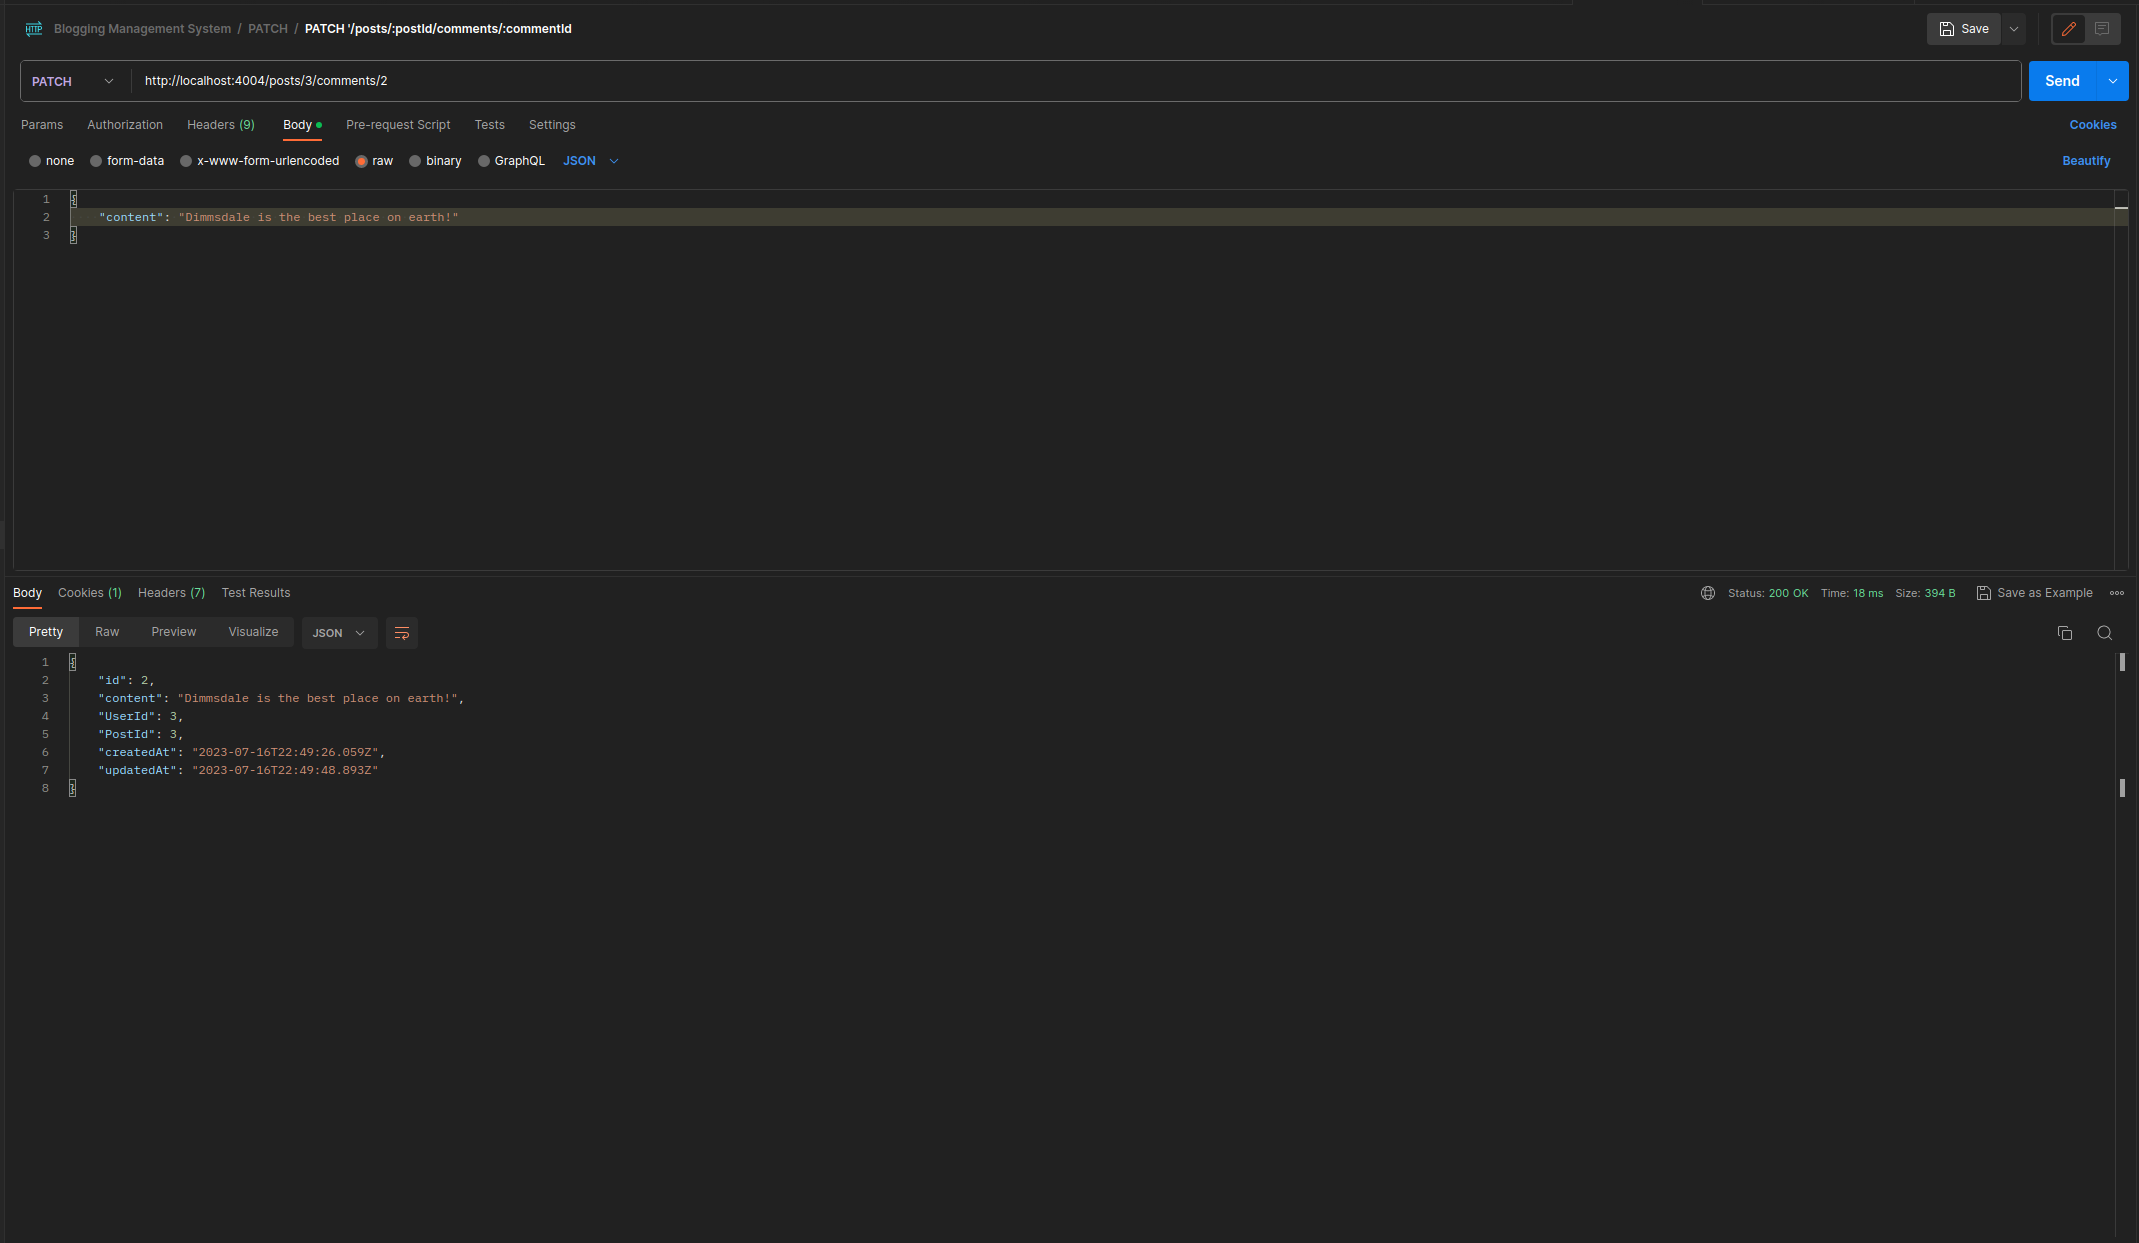 HTTP Blogging Management System / PATCH / PATCH '/posts/:postId/comments/:commentId
Save
PATCH http://localhost:4004/posts/3/comments/2
Send
Params Authorization Headers (9) Body Pre-request Script Tests Settings Cookies
none form-data x-www-form-urlencoded raw binary GraphQL JSON Beautify
1 {
2 "content": "Dimmsdale is the best place on earth!"
3 }
Body Cookies (1) Headers (7) Test Results Status: 200 OK Time: 18 ms Size: 394 B Save as Example
Pretty Raw Preview Visualize JSON
1 {
2 "id": 2,
3 "content": "Dimmsdale is the best place on earth!",
4 "UserId": 3,
5 "PostId": 3,
6 "createdAt": "2023-07-16T22:49:26.059Z",
7 "updatedAt": "2023-07-16T22:49:48.893Z"
8 }